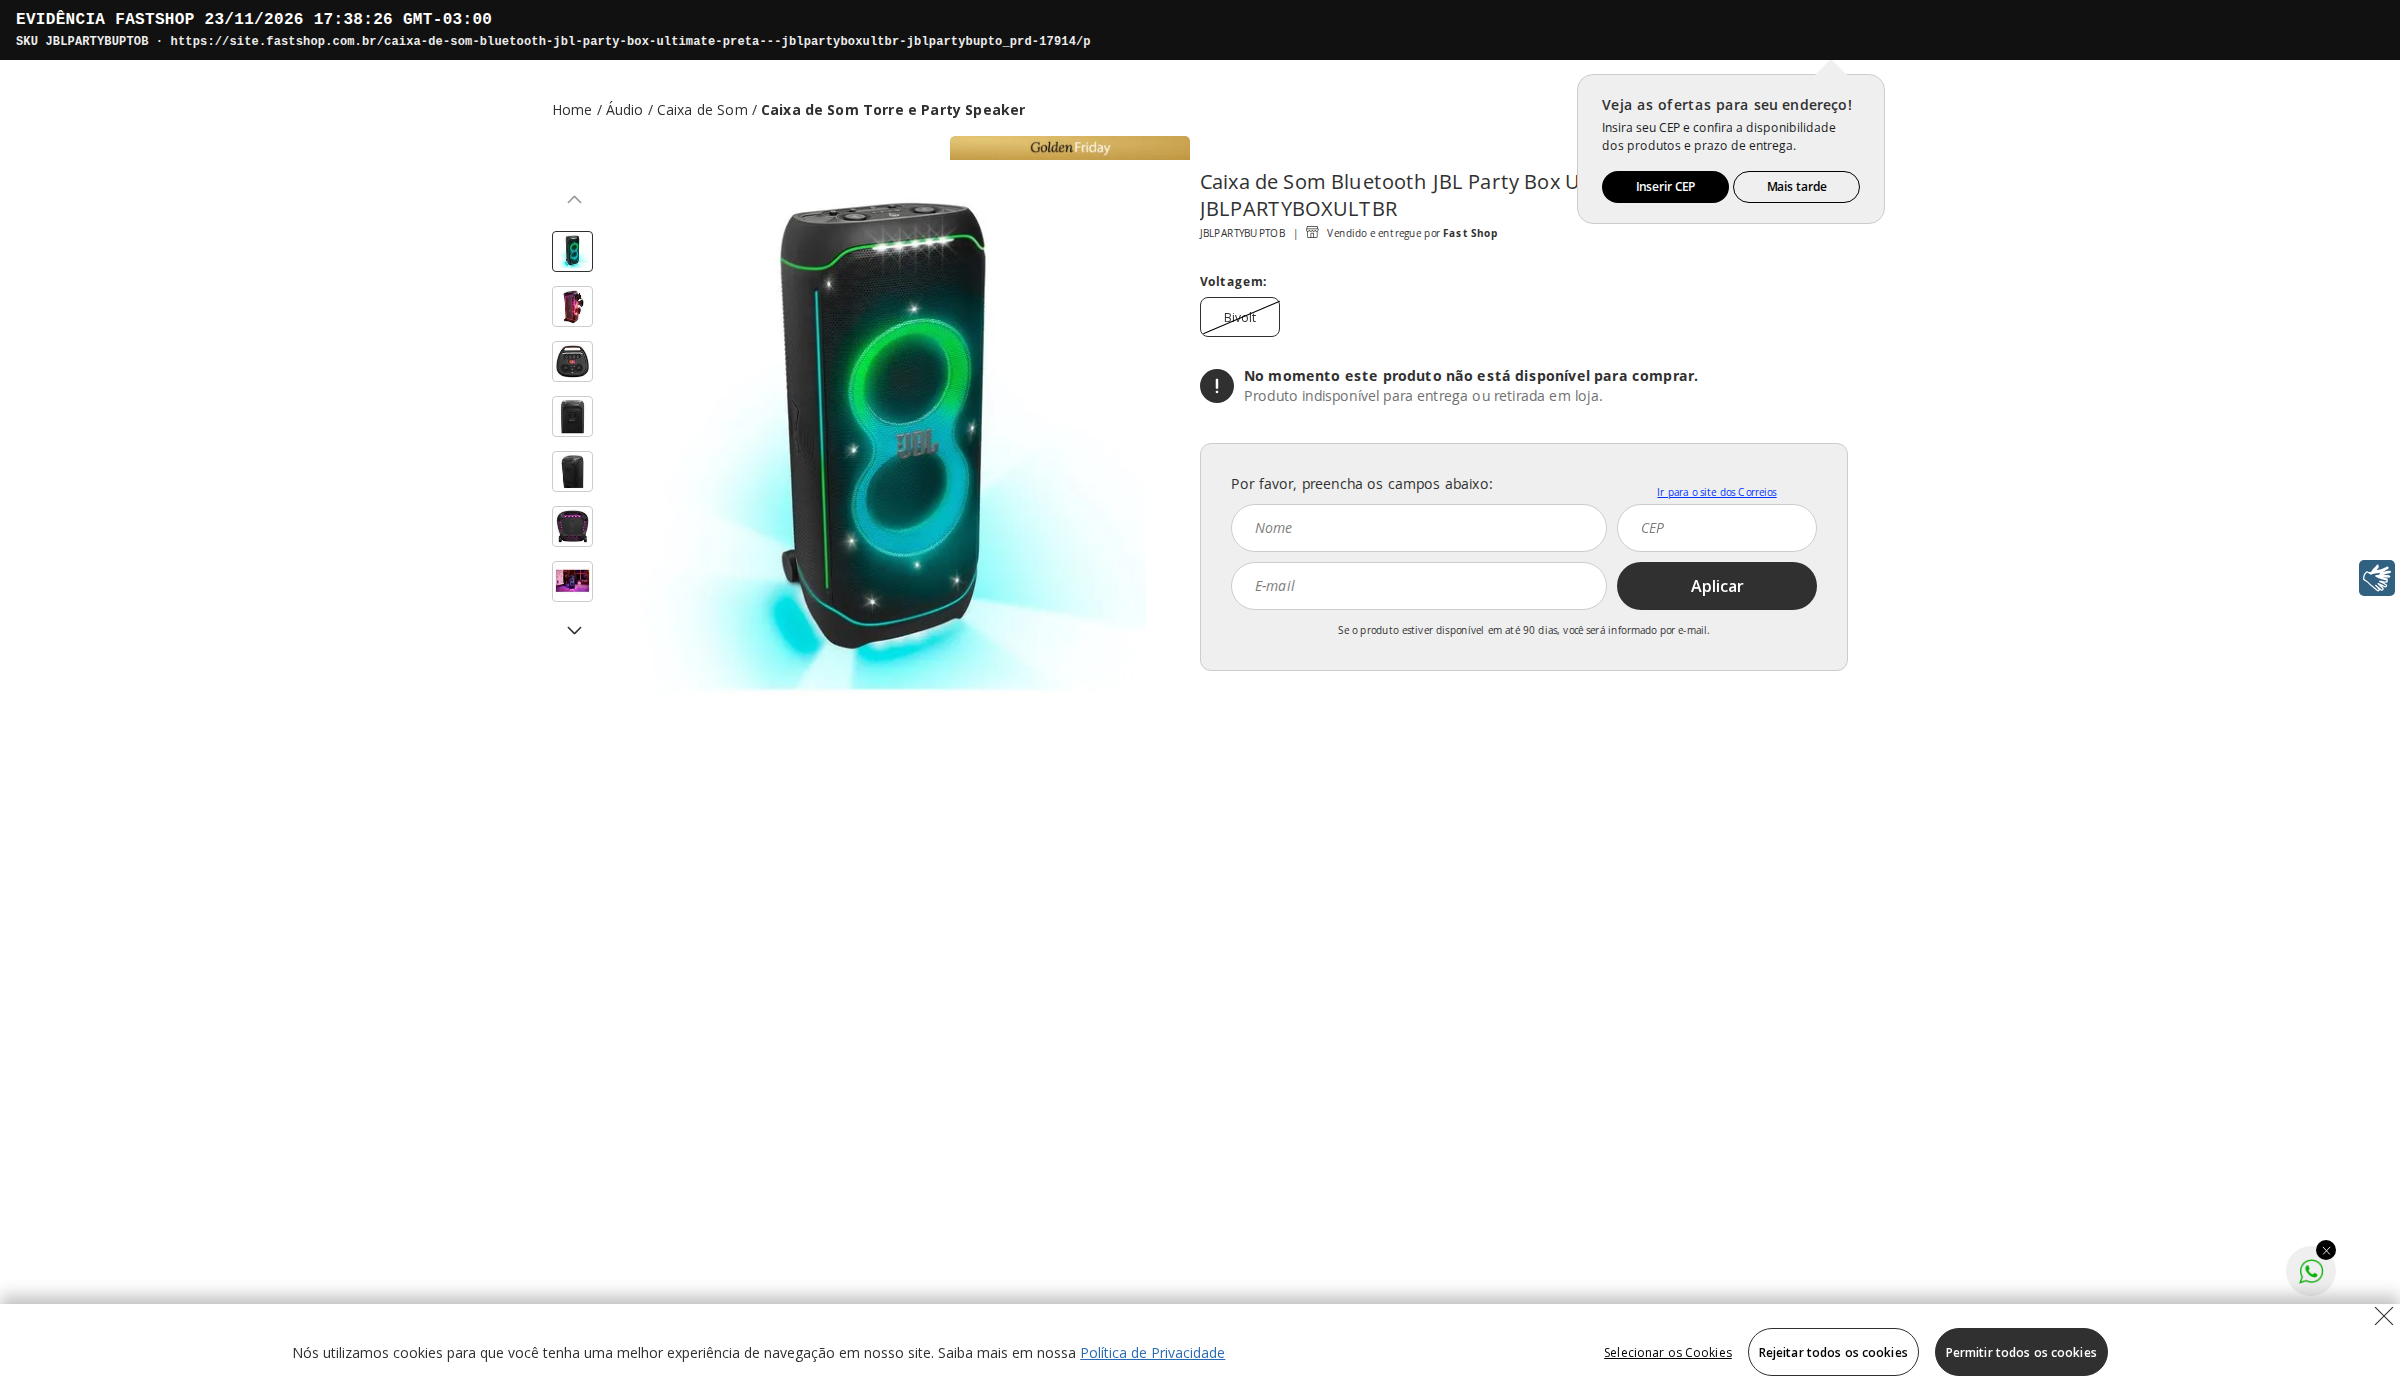 EVIDÊNCIA FASTSHOP 23/11/2026 17:38:26 GMT-03:00
SKU JBLPARTYBUPTOB · https://site.fastshop.com.br/caixa-de-som-bluetooth-jbl-party-box-ultimate-preta---jblpartyboxultbr-jblpartybupto_prd-17914/p
Home / Áudio / Caixa de Som / Caixa de Som Torre e Party Speaker
Golden Friday
Veja as ofertas para seu endereço!
Insira seu CEP e confira a disponibilidade
dos produtos e prazo de entrega.
Inserir CEP
Mais tarde
Caixa de Som Bluetooth JBL Party Box U
JBLPARTYBOXULTBR
JBLPARTYBUPTOB | Vendido e entregue por Fast Shop
Voltagem:
Bivolt
No momento este produto não está disponível para comprar.
Produto indisponível para entrega ou retirada em loja.
JBL
Por favor, preencha os campos abaixo:
Ir para o site dos Correios
Nome
CEP
E-mail
Aplicar
Se o produto estiver disponível em até 90 dias, você será informado por e-mail.
Nós utilizamos cookies para que você tenha uma melhor experiência de navegação em nosso site. Saiba mais em nossa Política de Privacidade
Selecionar os Cookies
Rejeitar todos os cookies
Permitir todos os cookies